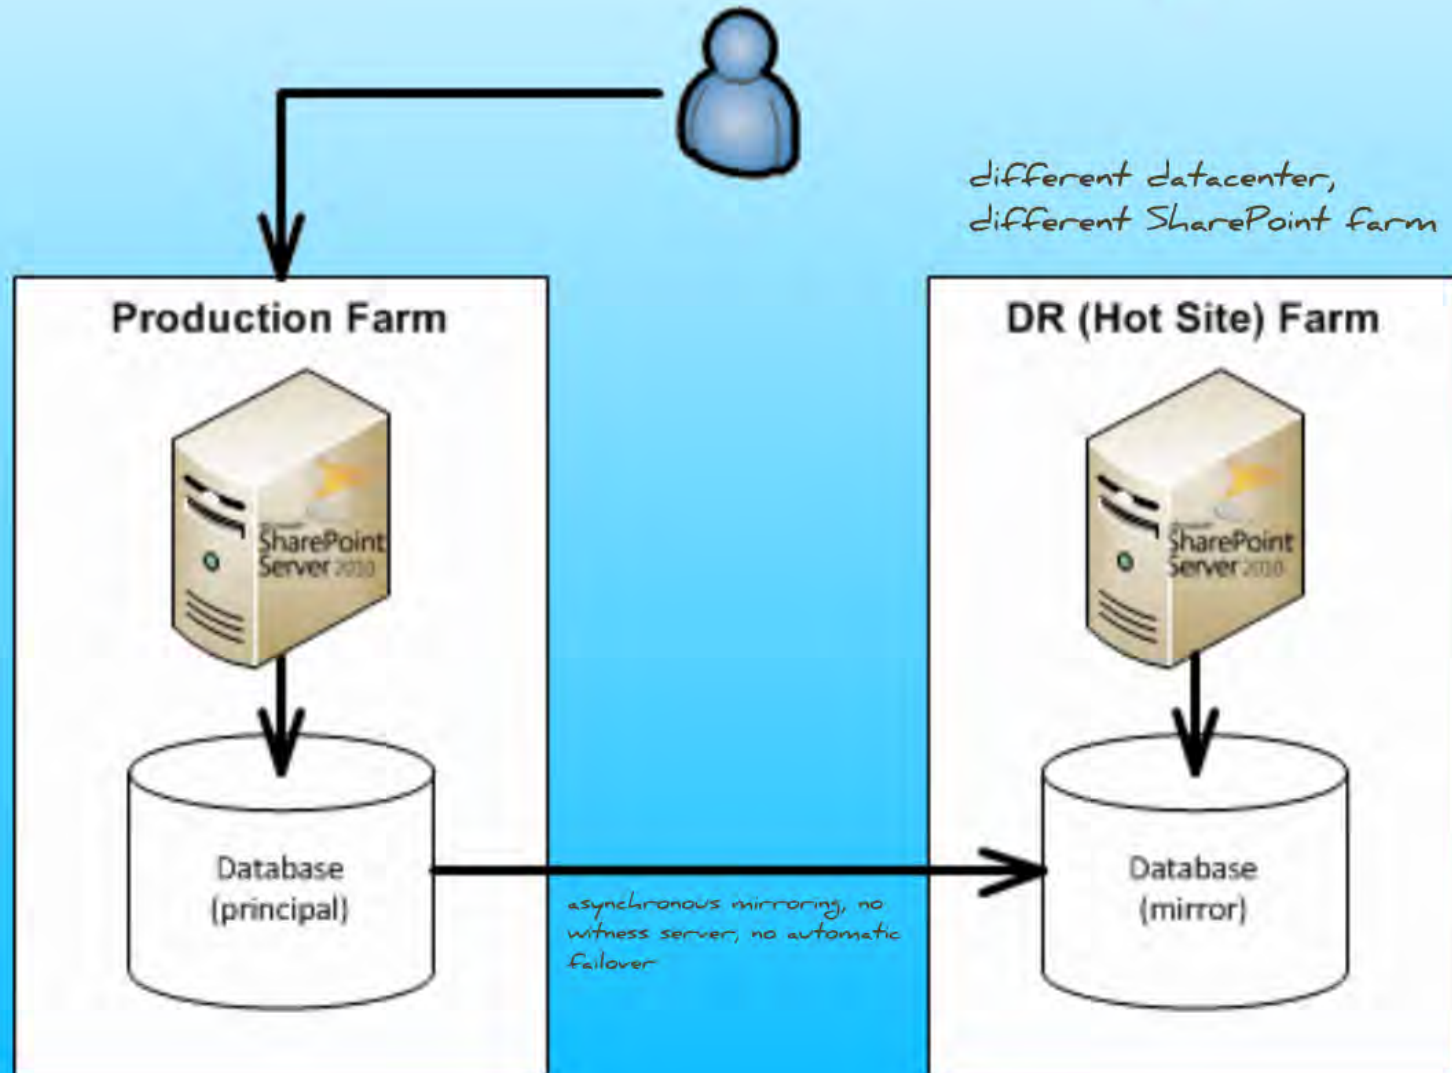 different datacenter,
different SharePoint farm
Production Farm
DR (Hot Site) Farm
SharePoint
Server 2010
SharePoint
Server 2010
Database
(principal)
asynchronous mirroring, no
witness server, no automatic
failover
Database
(mirror)